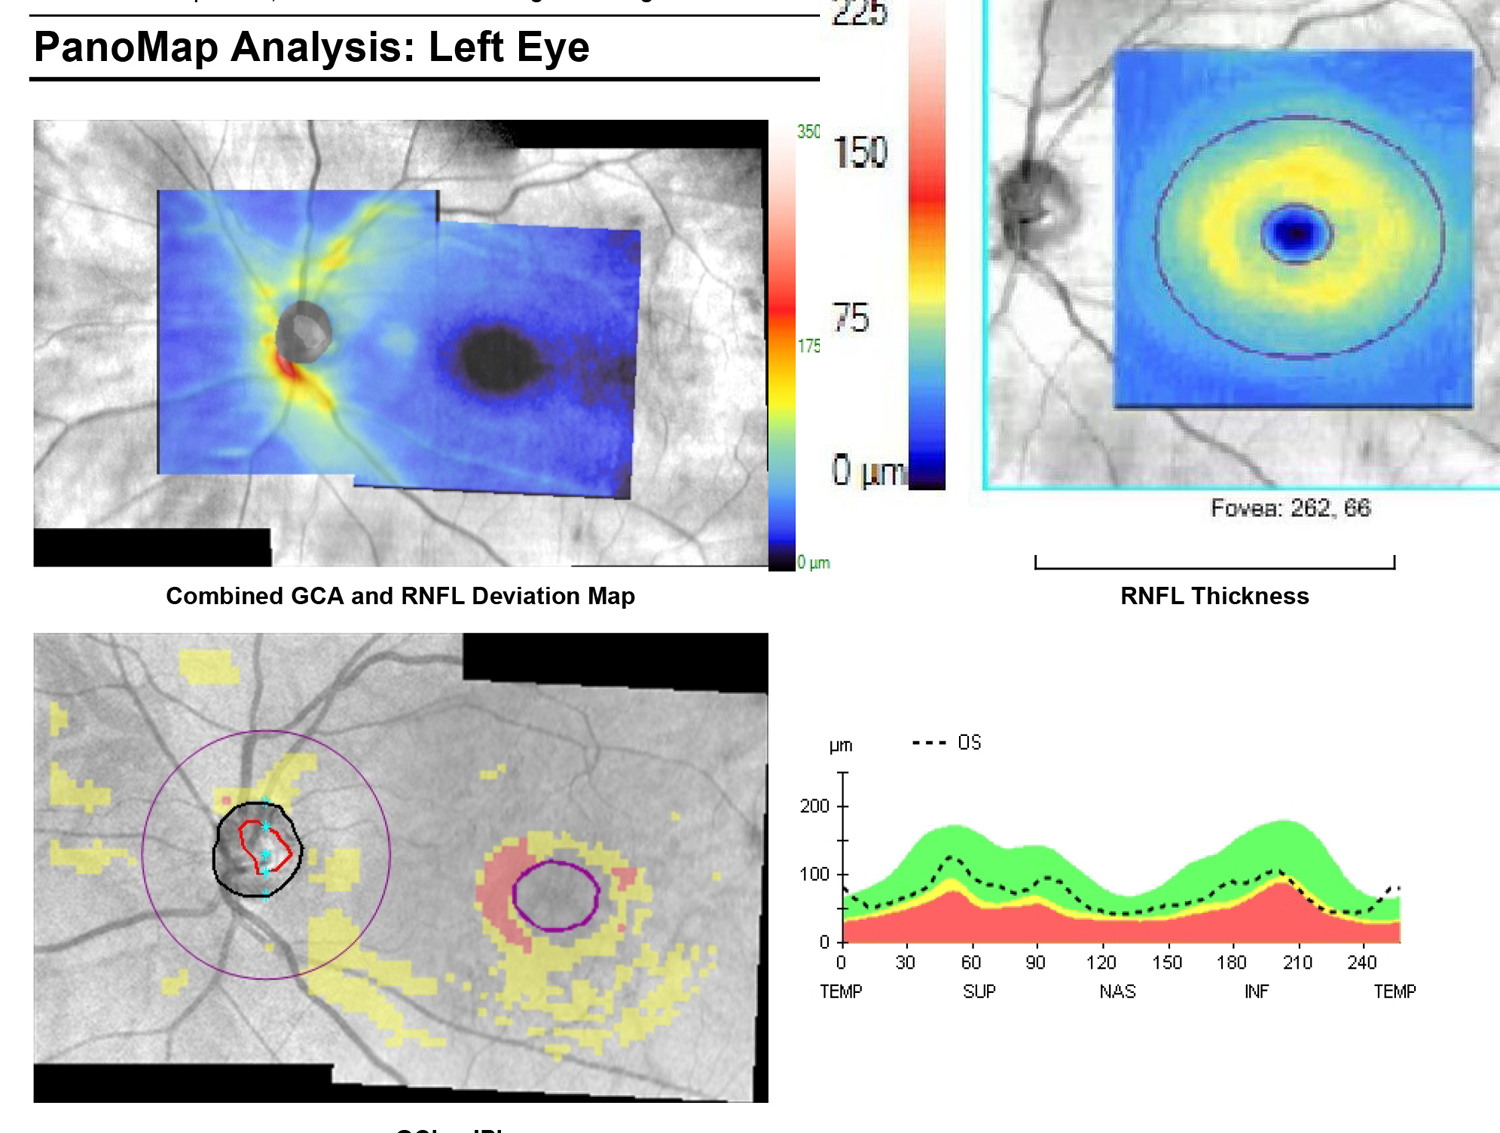 PanoMap Analysis: Left Eye
350
175
0 µm
225
150
75
0 µm
Fovea: 262, 66
Combined GCA and RNFL Deviation Map
RNFL Thickness
µm
OS
200
100
0
0 30 60 90 120 150 180 210 240
TEMP SUP NAS INF TEMP